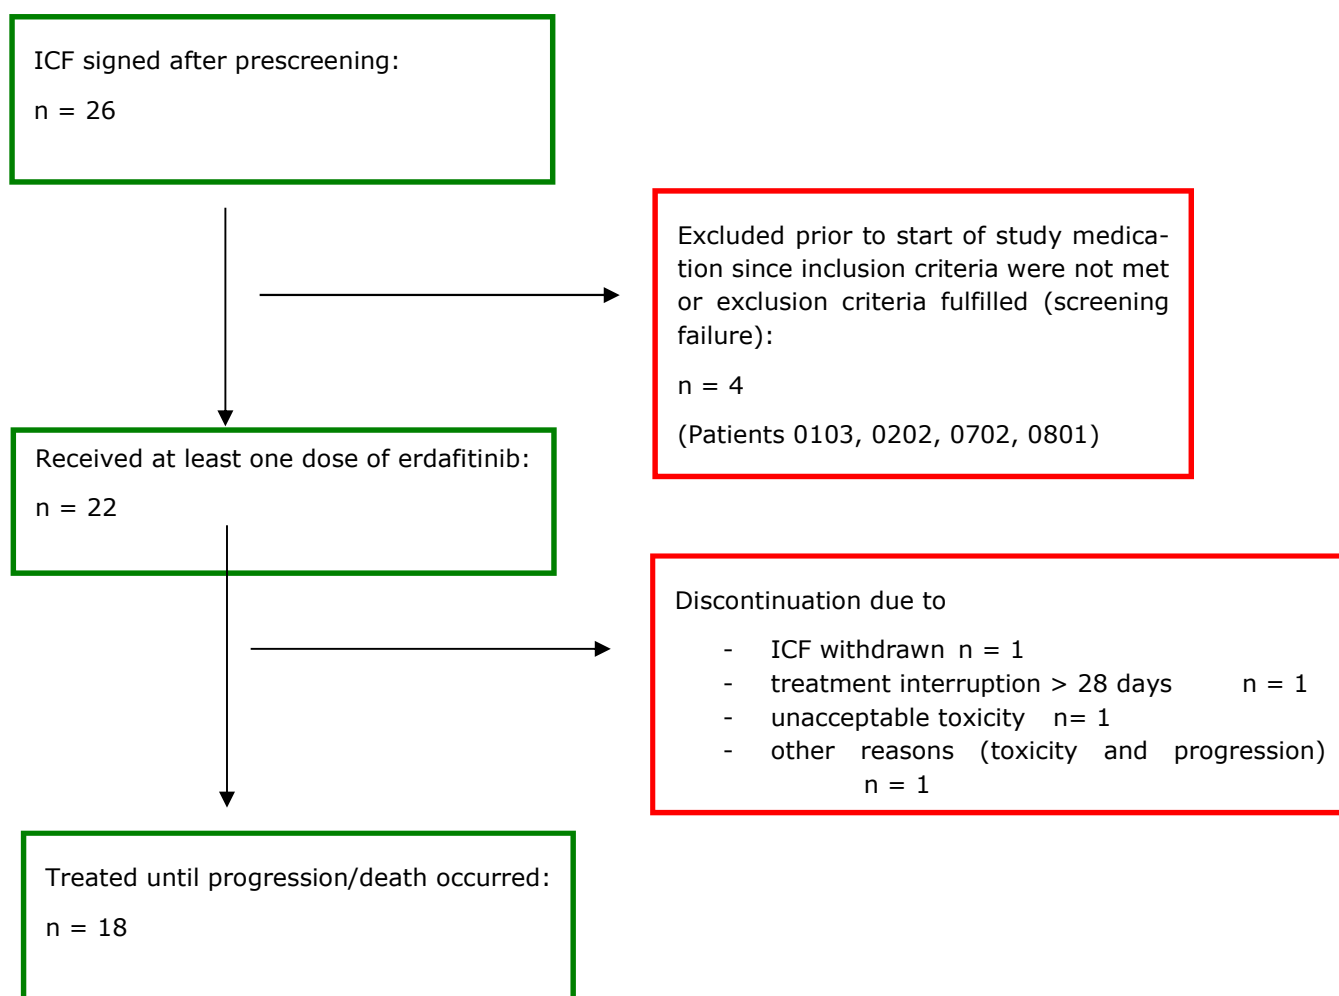 ICF signed after prescreening:
n = 26
Excluded prior to start of study medica-
tion since inclusion criteria were not met
or exclusion criteria fulfilled (screening
failure):
n = 4
(Patients 0103, 0202, 0702, 0801)
Received at least one dose of erdafitinib:
n = 22
Discontinuation due to
- ICF withdrawn n = 1
- treatment interruption > 28 days n = 1
- unacceptable toxicity n= 1
- other reasons (toxicity and progression)
n = 1
Treated until progression/death occurred:
n = 18